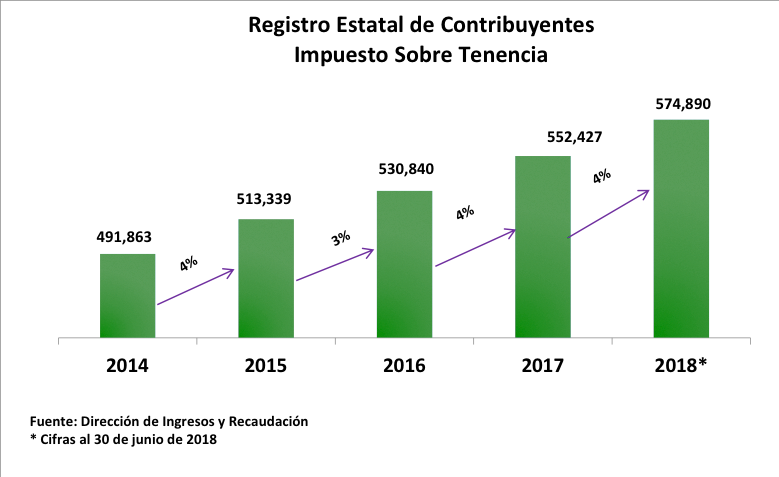 Registro Estatal de Contribuyentes
Impuesto Sobre Tenencia
574,890
552,427
530,840
513,339
491,863
4%
3%
4%
4%
2014 2015 2016 2017 2018*
Fuente: Dirección de Ingresos y Recaudación
* Cifras al 30 de junio de 2018